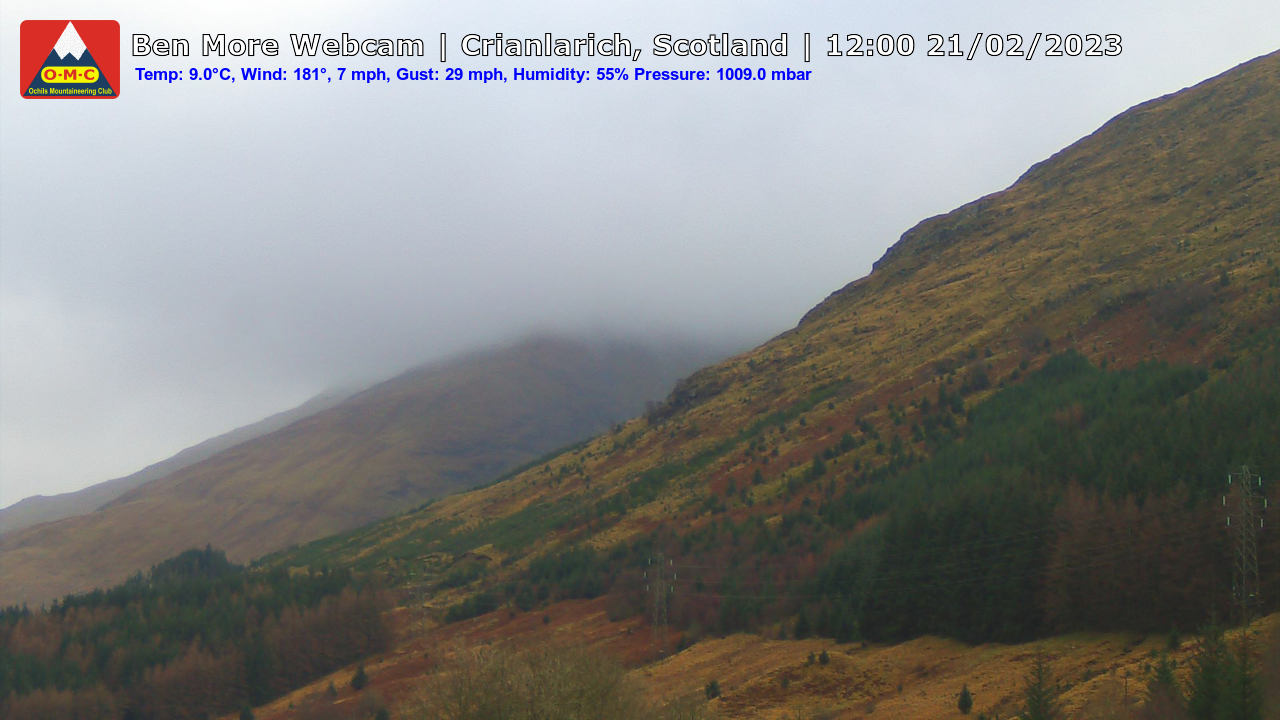 Ben More Webcam | Crianlarich, Scotland | 12:00 21/02/2023
Temp: 9.0°C, Wind: 181°, 7 mph, Gust: 29 mph, Humidity: 55% Pressure: 1009.0 mbar
O·M·C
Ochils Mountaineering Club